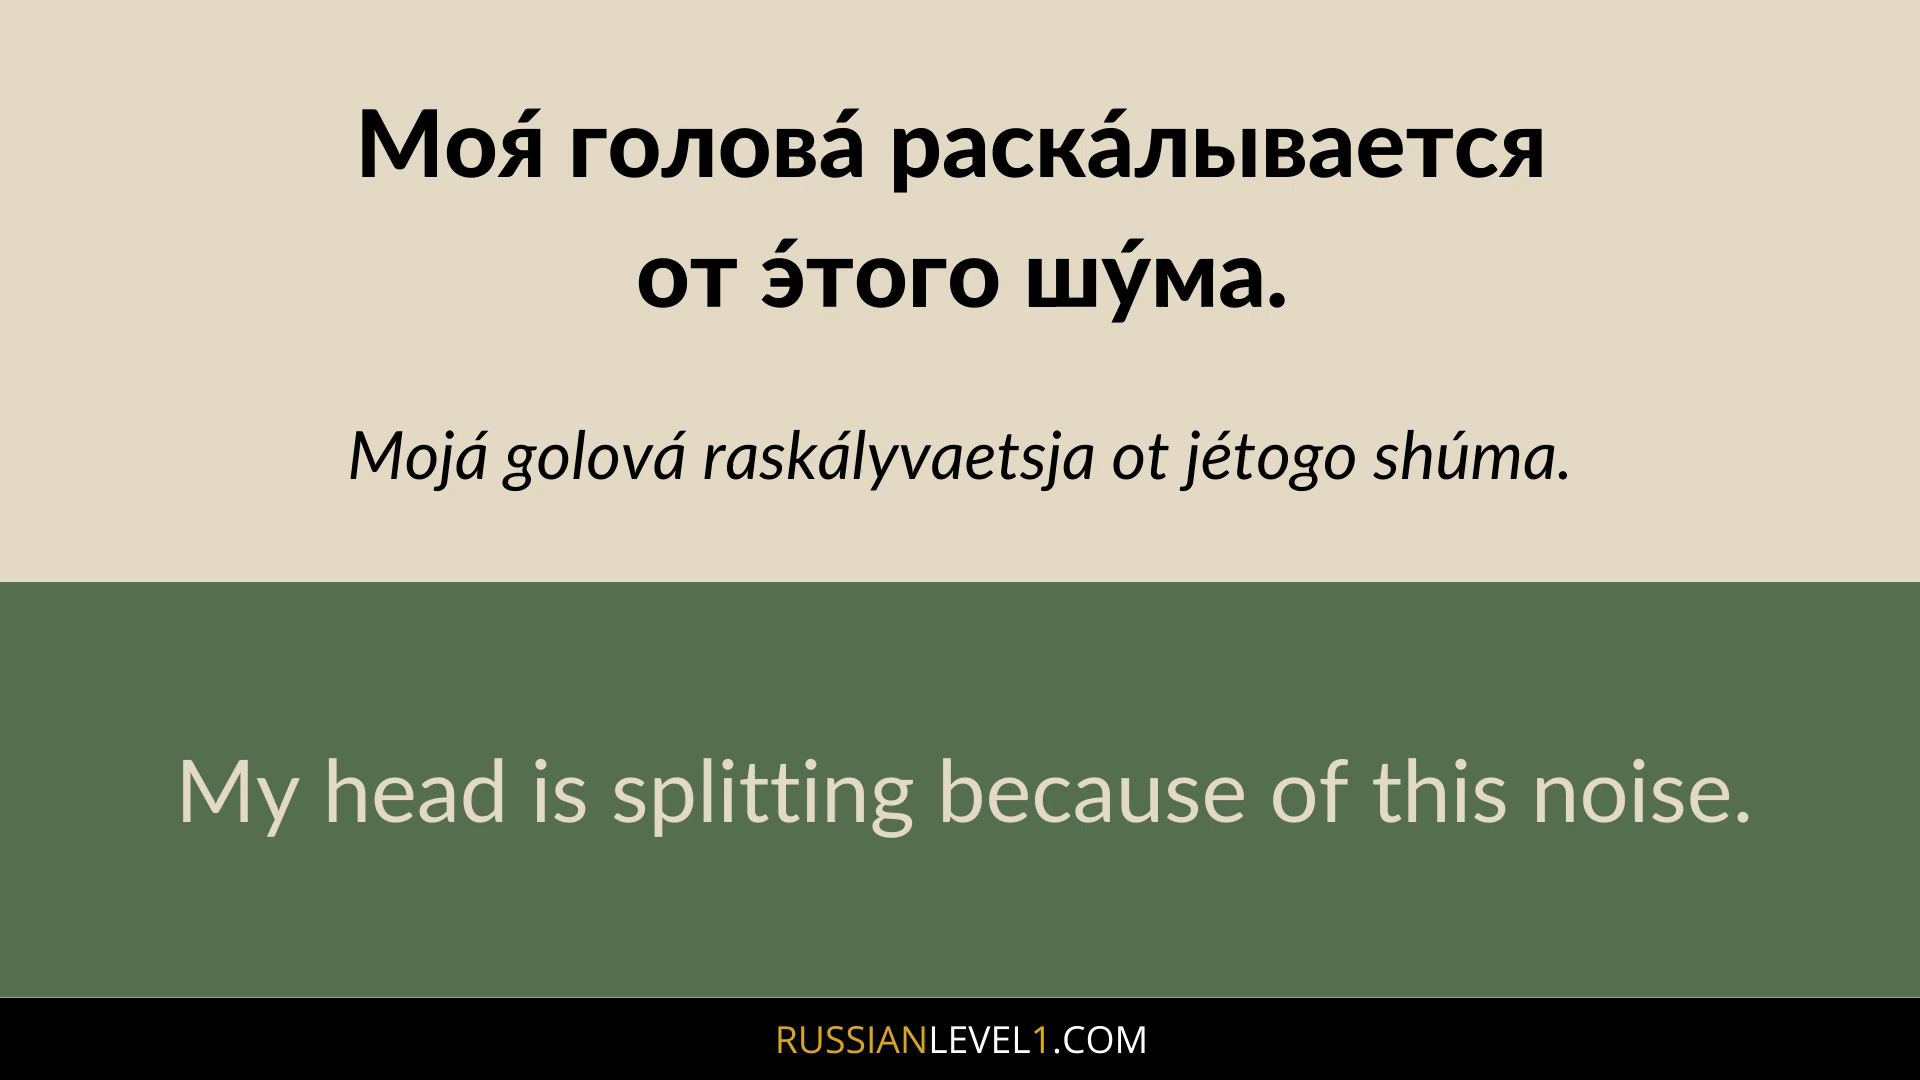 Моя́ голова́ раска́лывается
от э́того шу́ма.
Mojá golová raskályvaetsja ot jétogo shúma.
My head is splitting because of this noise.
RUSSIANLEVEL1.COM